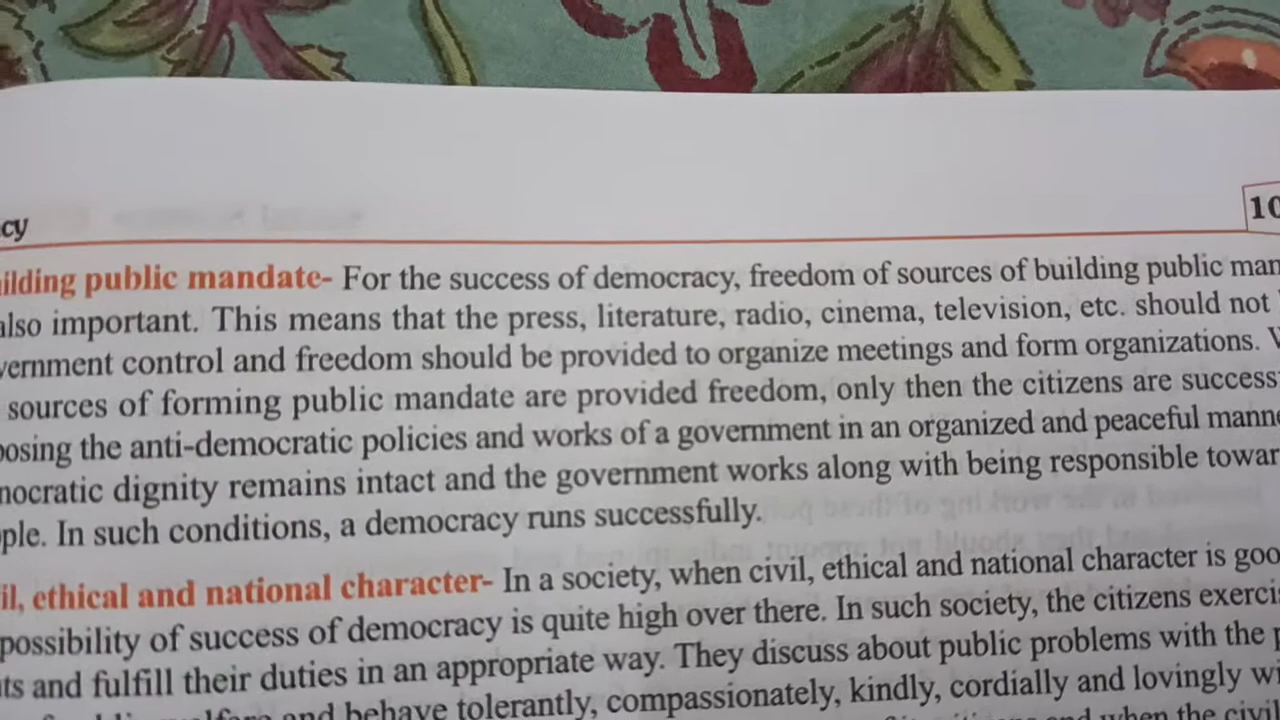 cy
10
ilding public mandate- For the success of democracy, freedom of sources of building public man
also important. This means that the press, literature, radio, cinema, television, etc. should not
vernment control and freedom should be provided to organize meetings and form organizations.
sources of forming public mandate are provided freedom, only then the citizens are success
posing the anti-democratic policies and works of a government in an organized and peaceful mann
nocratic dignity remains intact and the government works along with being responsible towar
ple. In such conditions, a democracy runs successfully.
il, ethical and national character- In a society, when civil, ethical and national character is goo
possibility of success of democracy is quite high over there. In such society, the citizens exerci
ts and fulfill their duties in an appropriate way. They discuss about public problems with the
and behave tolerantly, compassionately, kindly, cordially and lovingly wi
and when the civil